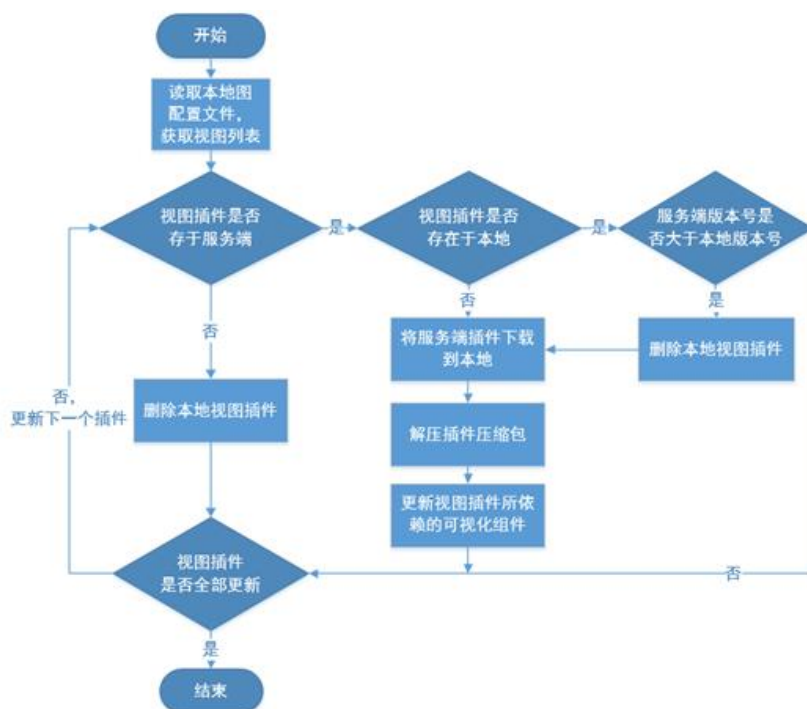 开始
读取本地图
配置文件，
获取视图列表
视图插件是否
存于服务端
是
视图插件是否
存在于本地
是
服务端版本号是
否大于本地版本号
否
否
是
将服务端插件下载
到本地
删除本地视图插件
否，
更新下一个插件
删除本地视图插件
解压插件压缩包
更新视图插件所依
赖的可视化组件
视图插件
是否全部更新
否
是
结束